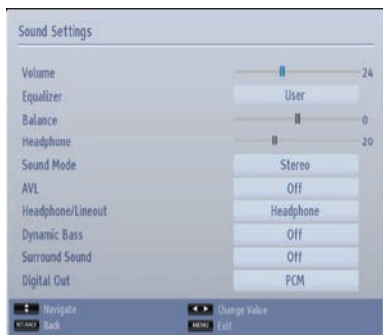 Sound Settings
Volume 24
Equalizer User
Balance 0
Headphone 20
Sound Mode Stereo
AVL Off
Headphone/Lineout Headphone
Dynamic Bass Off
Surround Sound Off
Digital Out PCM
Navigate Change Value
Back MENU Exit